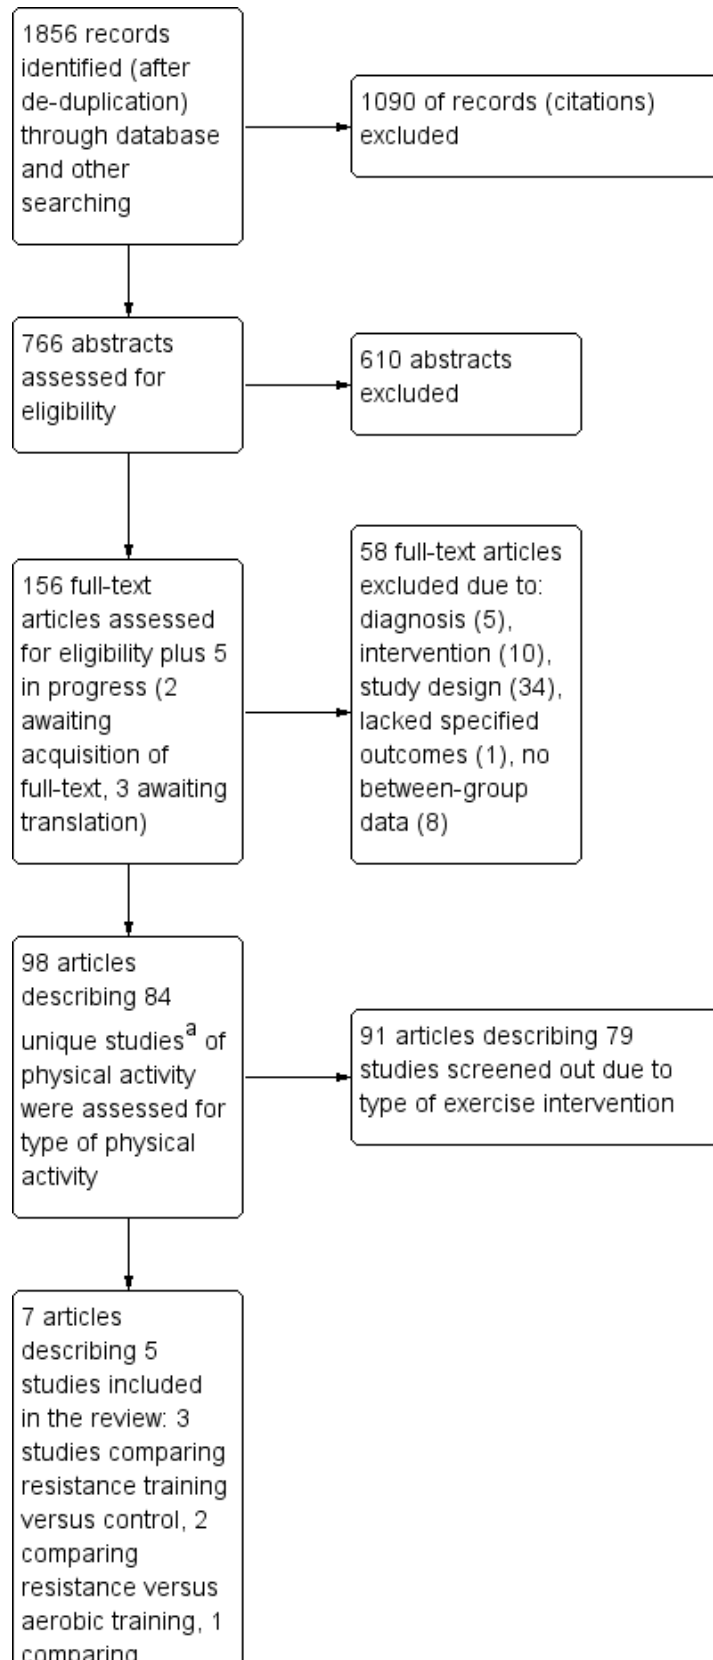 1856 records
identified (after
de-duplication)
through database
and other
searching
1090 of records (citations)
excluded
766 abstracts
assessed for
eligibility
610 abstracts
excluded
156 full-text
articles assessed
for eligibility plus 5
in progress (2
awaiting
acquisition of
full-text, 3 awaiting
translation)
58 full-text articles
excluded due to:
diagnosis (5),
intervention (10),
study design (34),
lacked specified
outcomes (1), no
between-group
data (8)
98 articles
describing 84
unique studiesᵃ of
physical activity
were assessed for
type of physical
activity
91 articles describing 79
studies screened out due to
type of exercise intervention
7 articles
describing 5
studies included
in the review: 3
studies comparing
resistance training
versus control, 2
comparing
resistance versus
aerobic training, 1
comparing